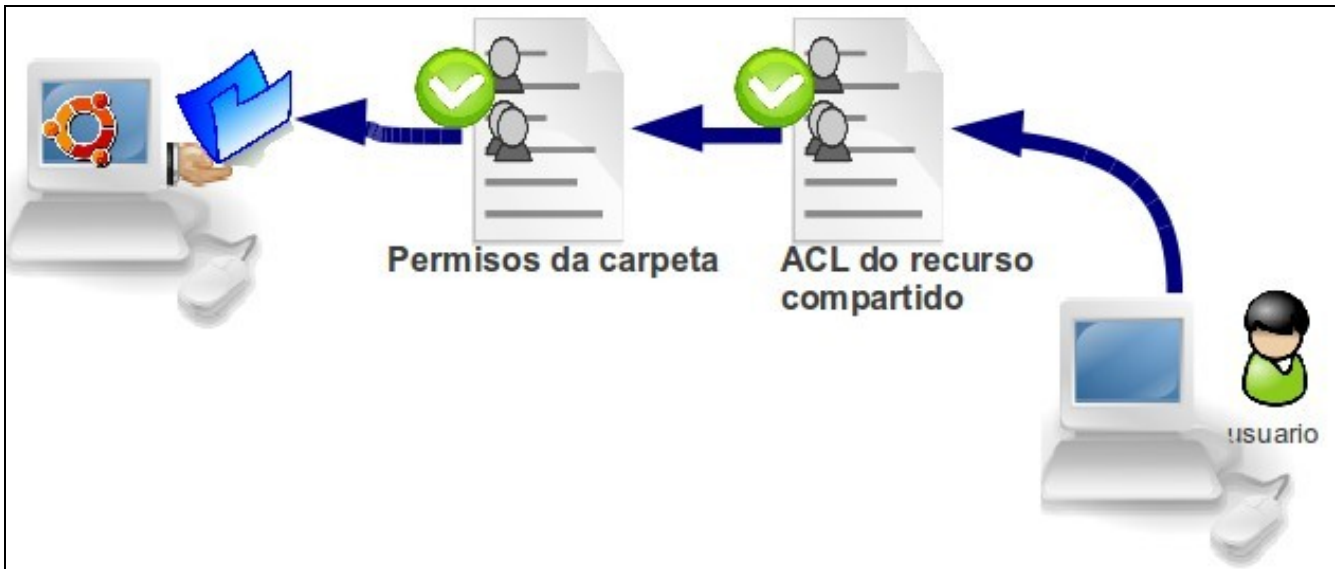 Permisos da carpeta
ACL do recurso
compartido
usuario